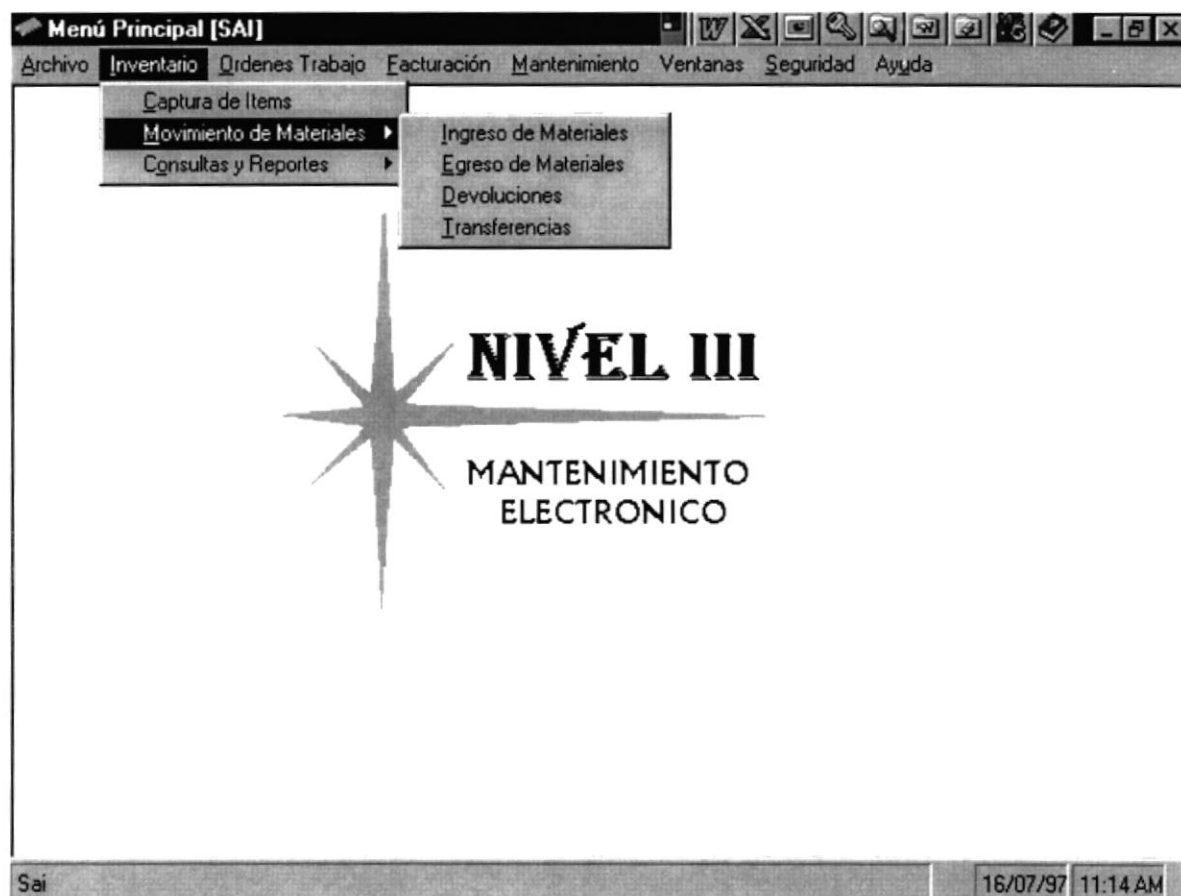 Menú Principal [SAI]
Archivo Inventario Ordenes Trabajo Facturación Mantenimiento Ventanas Seguridad Ayuda
Captura de Items
Movimiento de Materiales
Consultas y Reportes
Ingreso de Materiales
Egreso de Materiales
Devoluciones
Transferencias
NIVEL III
MANTENIMIENTO
ELECTRONICO
Sai
16/07/97 11:14 AM